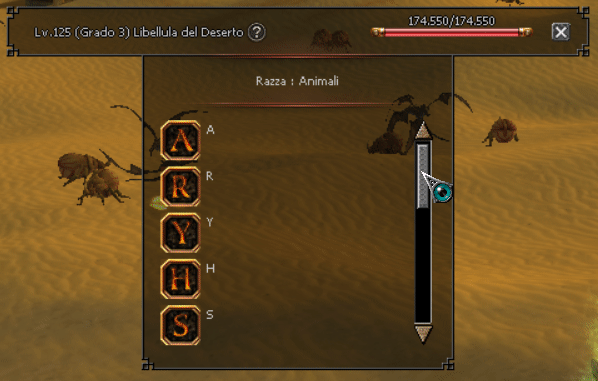 Lv.125 (Grado 3) Libellula del Deserto ?
174.550/174.550
Razza : Animali
A A
R R
Y Y
H H
S S